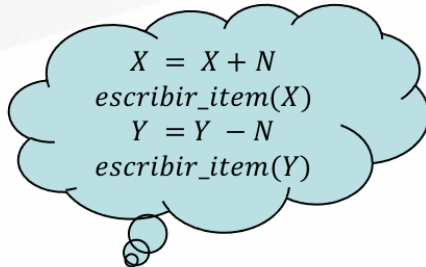 X = X + N
escribir_item(X)
Y = Y − N
escribir_item(Y)